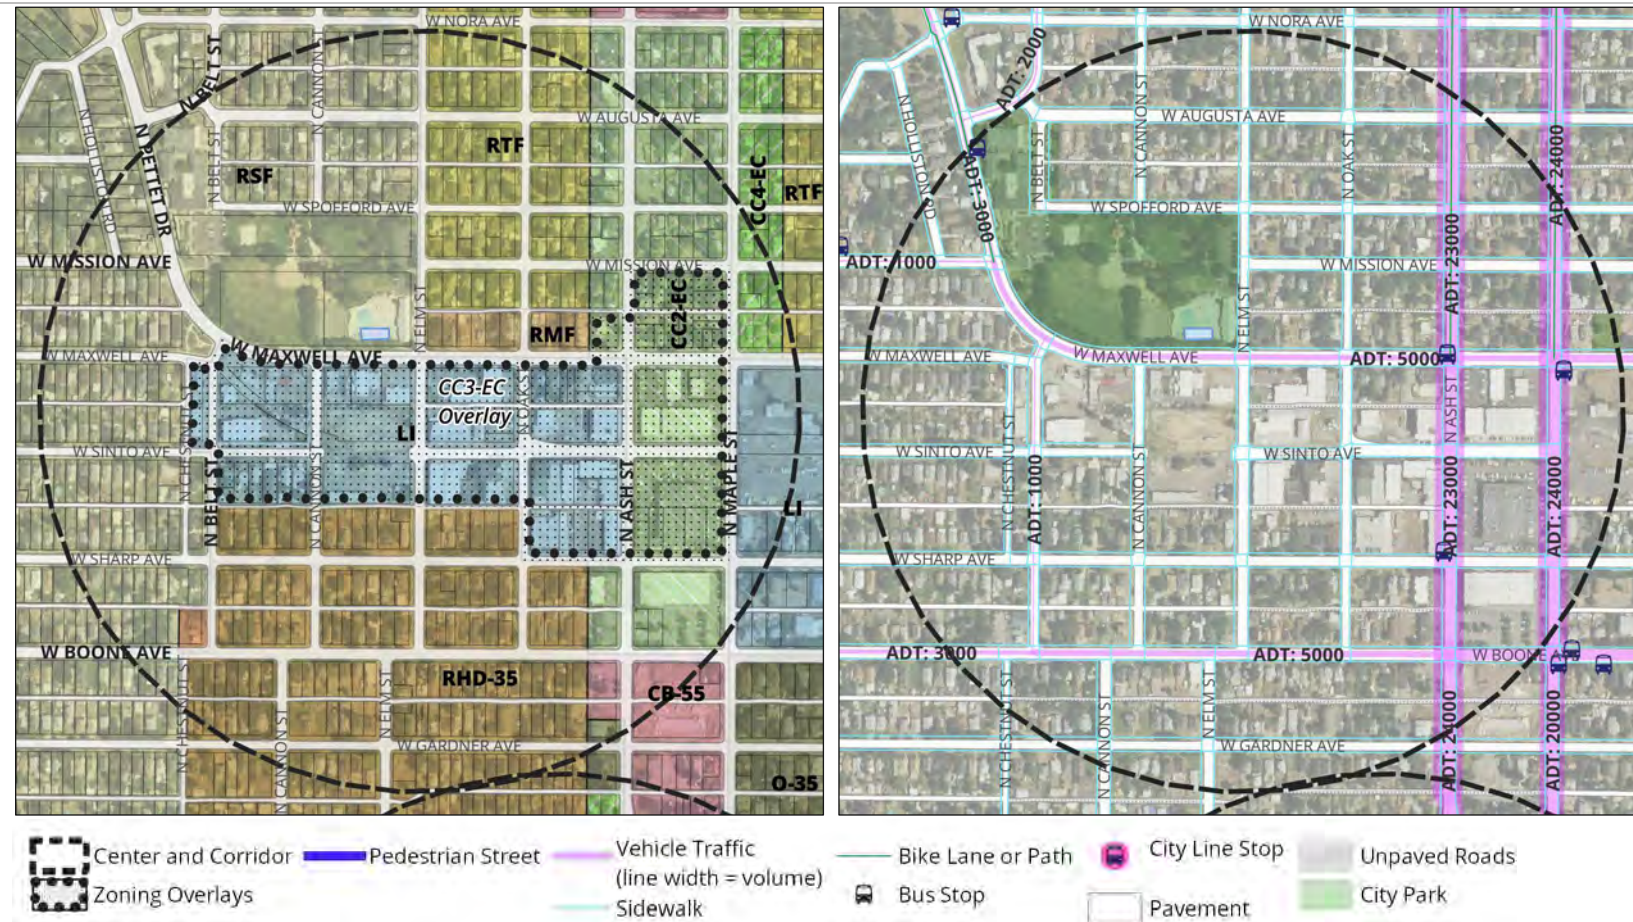 W NORA AVE
N BELT ST
N CANNON ST
W AUGUSTA AVE
N HOLLISTON RD
N PETTET DR
N BELT ST
RSF
RTF
CC4-EC
RTF
W SPOFFORD AVE
W MISSION AVE
W MISSION AVE
CC2-EC
N ELM ST
RMF
W MAXWELL AVE
W MAXWELL AVE
CC3-EC
Overlay
N OAK ST
LI
N CHESTNUT ST
W SINTO AVE
N CANNON ST
N BELT ST
N ASH ST
N MAPLE ST
LI
W SHARP AVE
W BOONE AVE
RHD-35
CB-55
N CHESTNUT ST
N CANNON ST
N ELM ST
W GARDNER AVE
O-35
W NORA AVE
ADT: 2000
N CANNON ST
W AUGUSTA AVE
N HOLLISTON RD
ADT: 3000
N BELT ST
N OAK ST
ADT: 24000
W SPOFFORD AVE
ADT: 23000
ADT: 1000
W MISSION AVE
N ELM ST
W MAXWELL AVE
W MAXWELL AVE
ADT: 5000
N ASH ST
N CHESTNUT ST
W SINTO AVE
W SINTO AVE
ADT: 1000
N CANNON ST
ADT: 23000
ADT: 24000
W SHARP AVE
W SHARP AVE
ADT: 3000
ADT: 5000
W BOONE AVE
N CHESTNUT ST
N CANNON ST
N ELM ST
W GARDNER AVE
ADT: 24000
ADT: 20000
Center and Corridor
Pedestrian Street
Vehicle Traffic
(line width = volume)
Bike Lane or Path
City Line Stop
Unpaved Roads
Zoning Overlays
Sidewalk
Bus Stop
Pavement
City Park